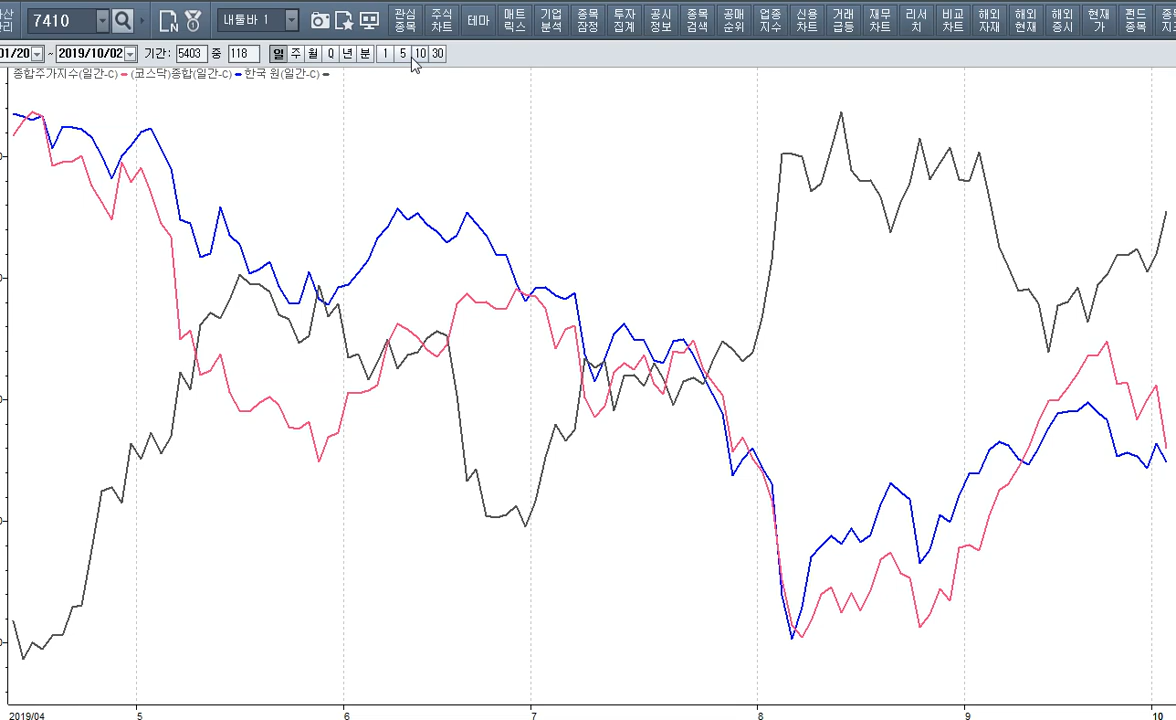 7410 내툴바 1
관심 주식 테마 매트 기업 종목 투자 공시 종목 공매 업종 신용 거래 재무 리서 비교 해외 해외 해외 현재 펀드
종목 차트 릭스 분석 잠정 집계 정보 검색 순위 지수 차트 급등 차트 치 차트 자재 현재 증시 가 종목
01/20 ~ 2019/10/02 기간: 5403 중 118 일 주 월 Q 년 분 1 5 10 30
종합주가지수(일간-C) (코스닥)종합(일간-C) 한국 원(일간-C)
2019/04 5 6 7 8 9 10